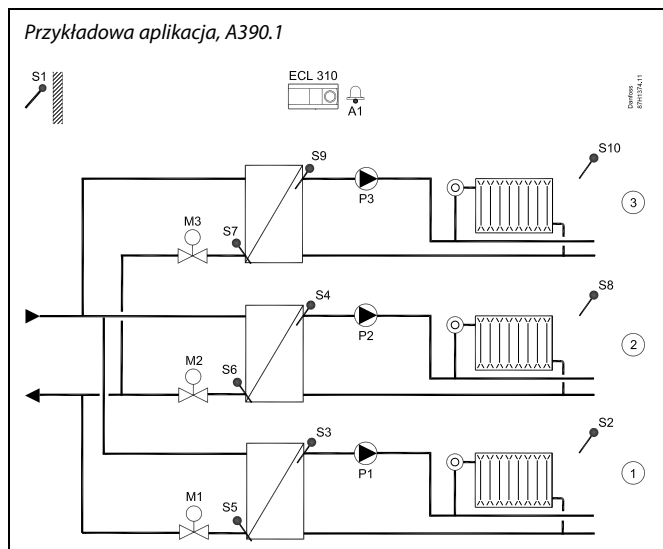 Przykładowa aplikacja, A390.1
S1
ECL 310
A1
Danfoss
87H1374.11
S9
S10
P3
M3
S7
3
S4
S8
P2
M2
S6
2
S3
S2
P1
M1
S5
1